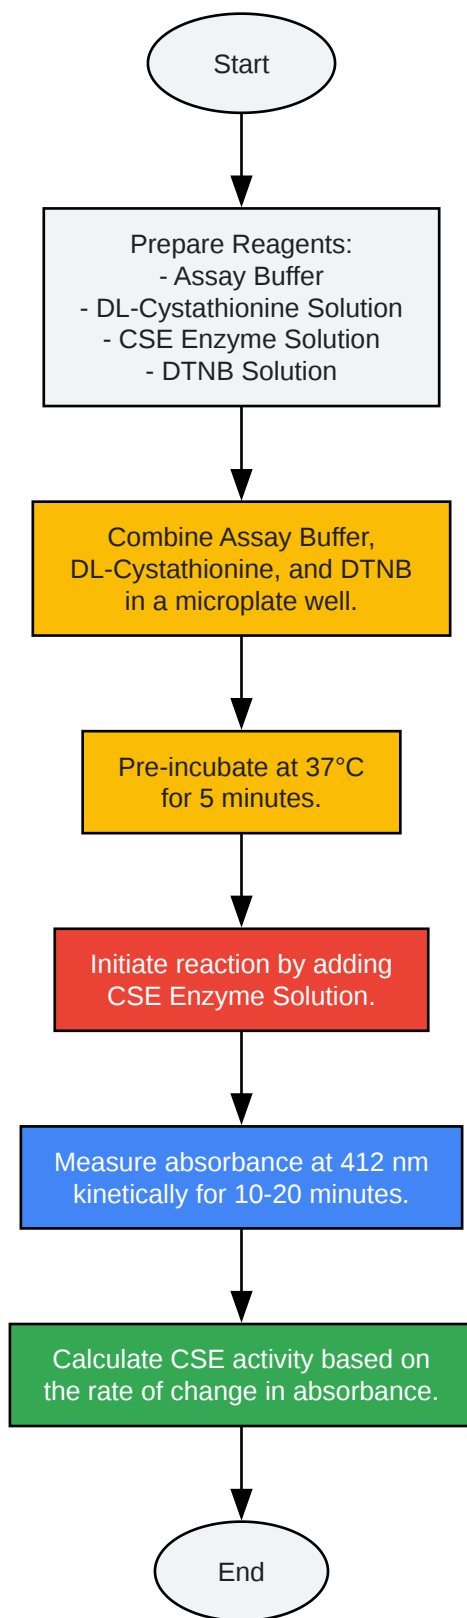 Start
Prepare Reagents:
- Assay Buffer
- DL-Cystathionine Solution
- CSE Enzyme Solution
- DTNB Solution
Combine Assay Buffer,
DL-Cystathionine, and DTNB
in a microplate well.
Pre-incubate at 37°C
for 5 minutes.
Initiate reaction by adding
CSE Enzyme Solution.
Measure absorbance at 412 nm
kinetically for 10-20 minutes.
Calculate CSE activity based on
the rate of change in absorbance.
End